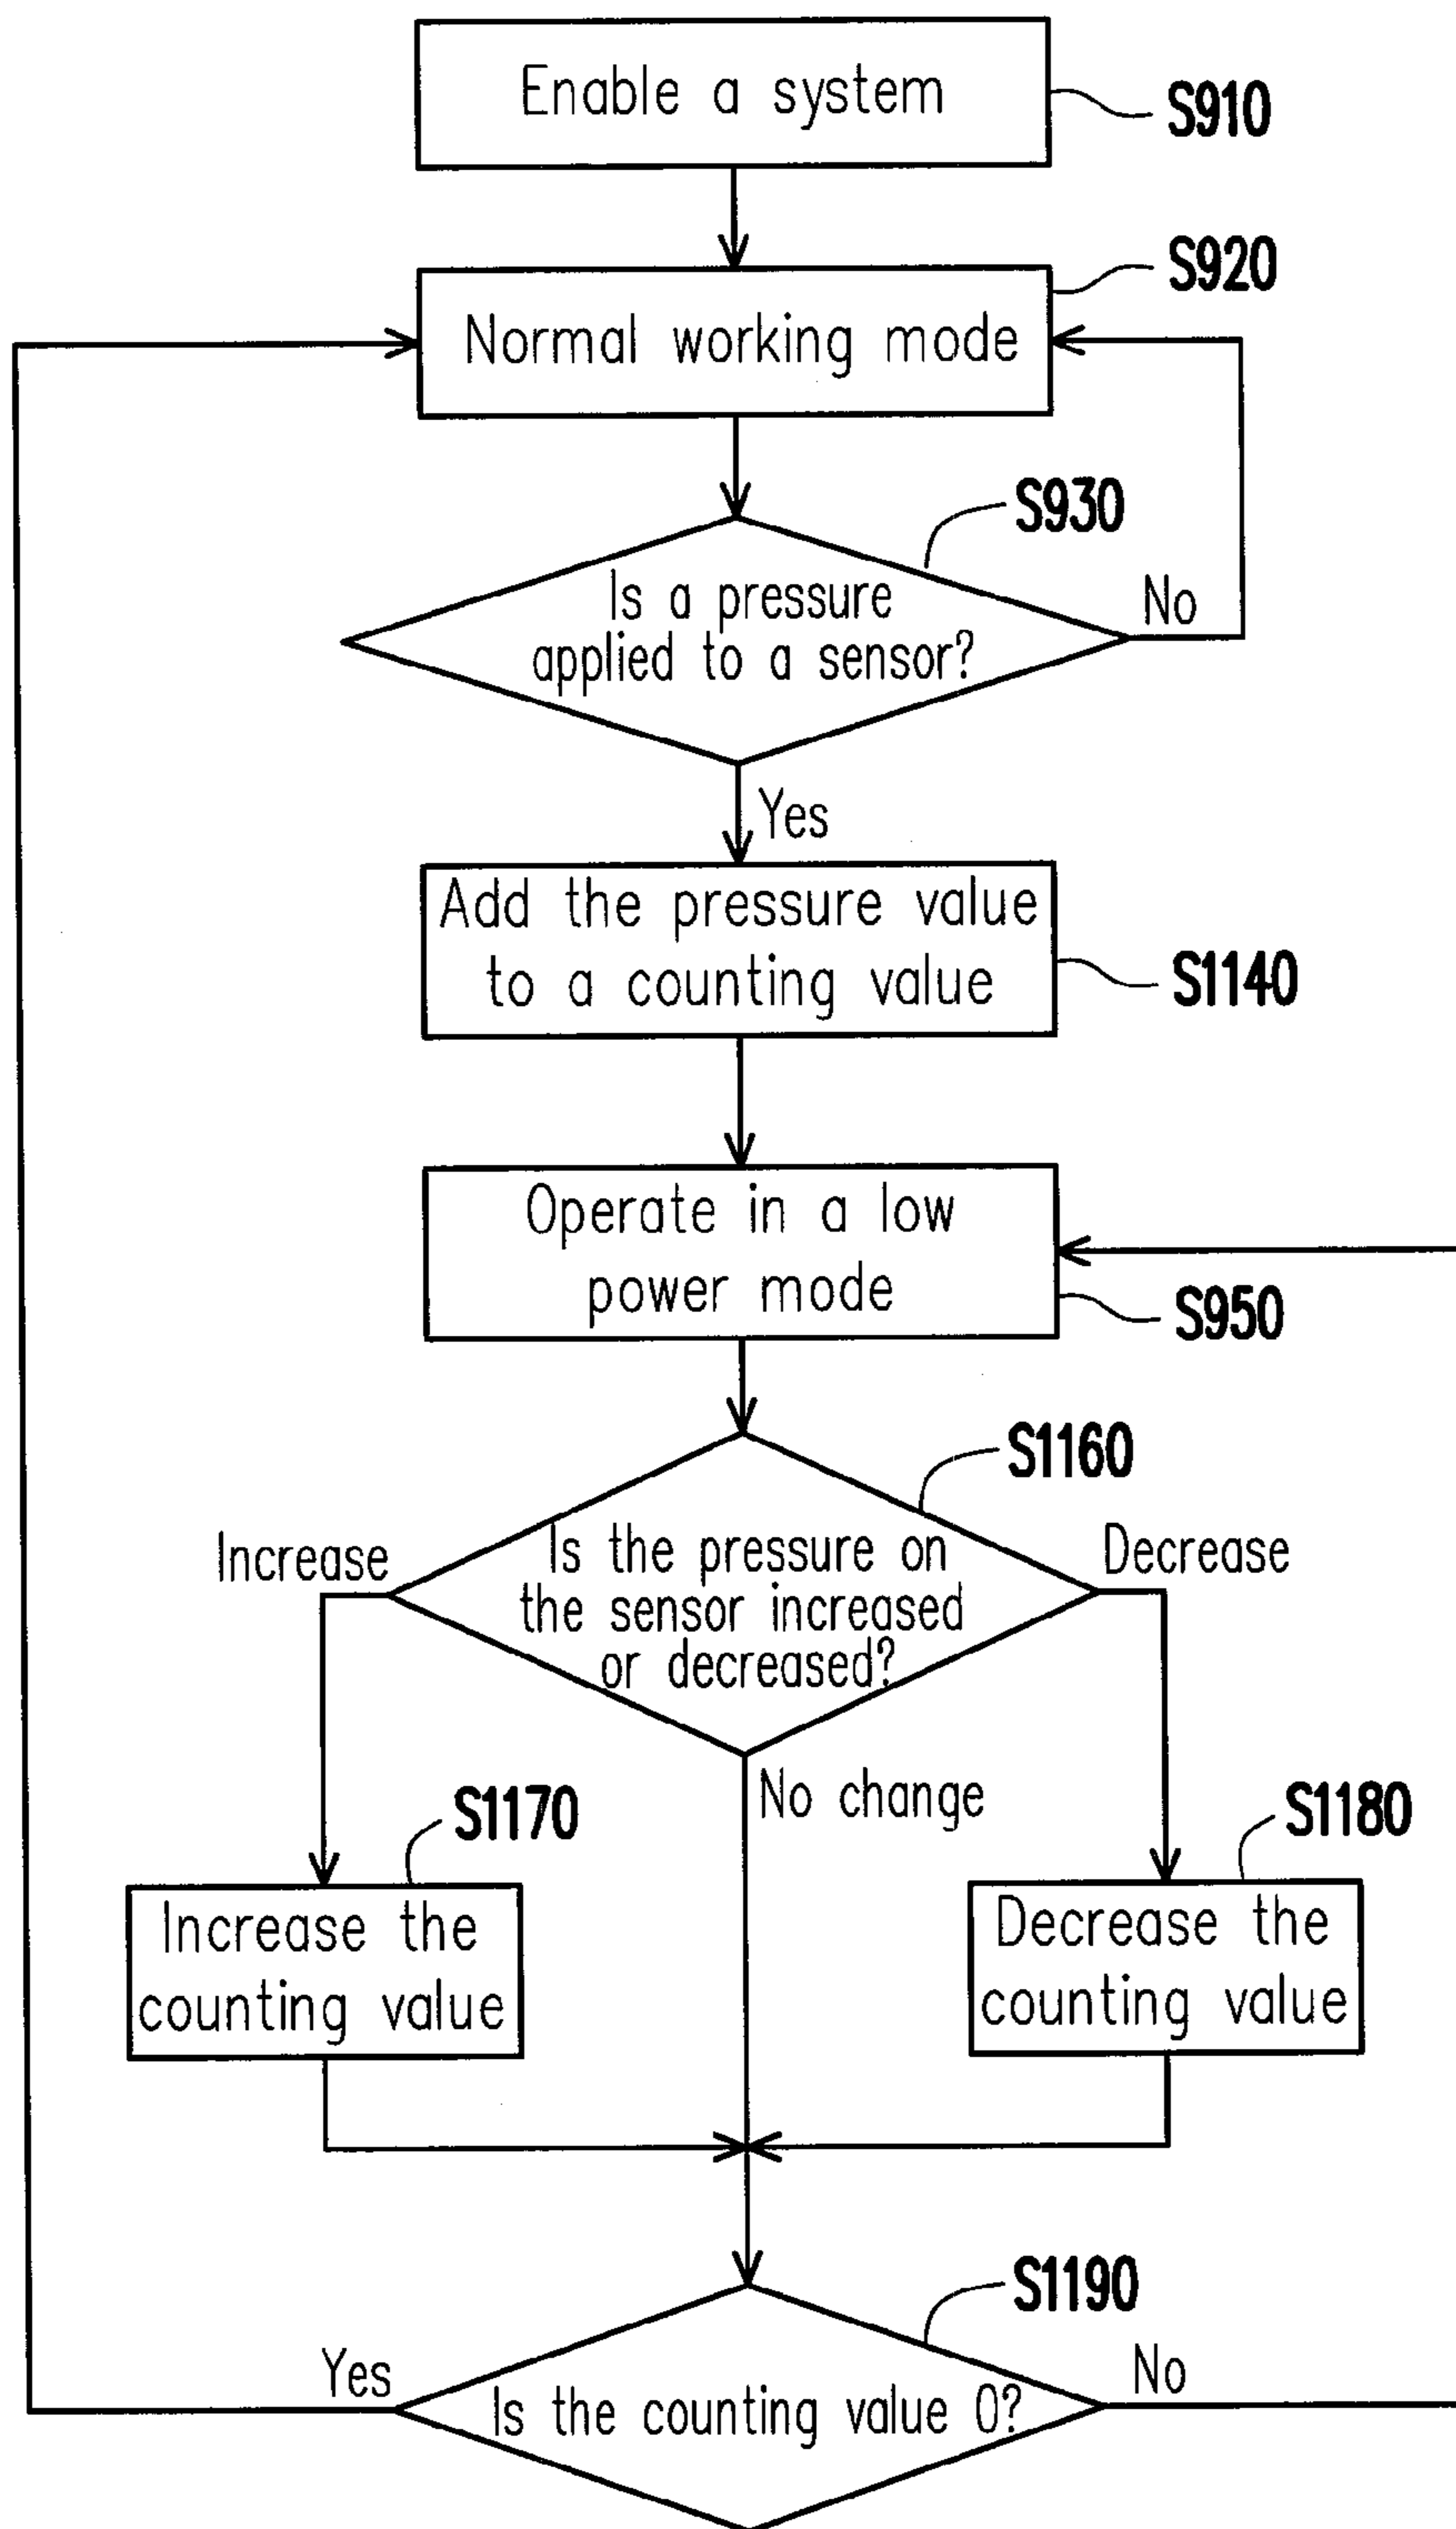 Enable a system
S910
S920
Normal working mode
S930
Is a pressure
applied to a sensor?
No
Yes
Add the pressure value
to a counting value
S1140
Operate in a low
power mode
S950
S1160
Increase
Is the pressure on
the sensor increased
or decreased?
Decrease
No change
S1170
S1180
Increase the
counting value
Decrease the
counting value
S1190
Yes
Is the counting value 0?
No